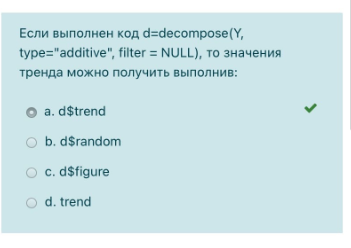 Если выполнен код d=decompose(Y,
type="additive", filter = NULL), то значения
тренда можно получить выполнив:
a. d$trend
b. d$random
c. d$figure
d. trend